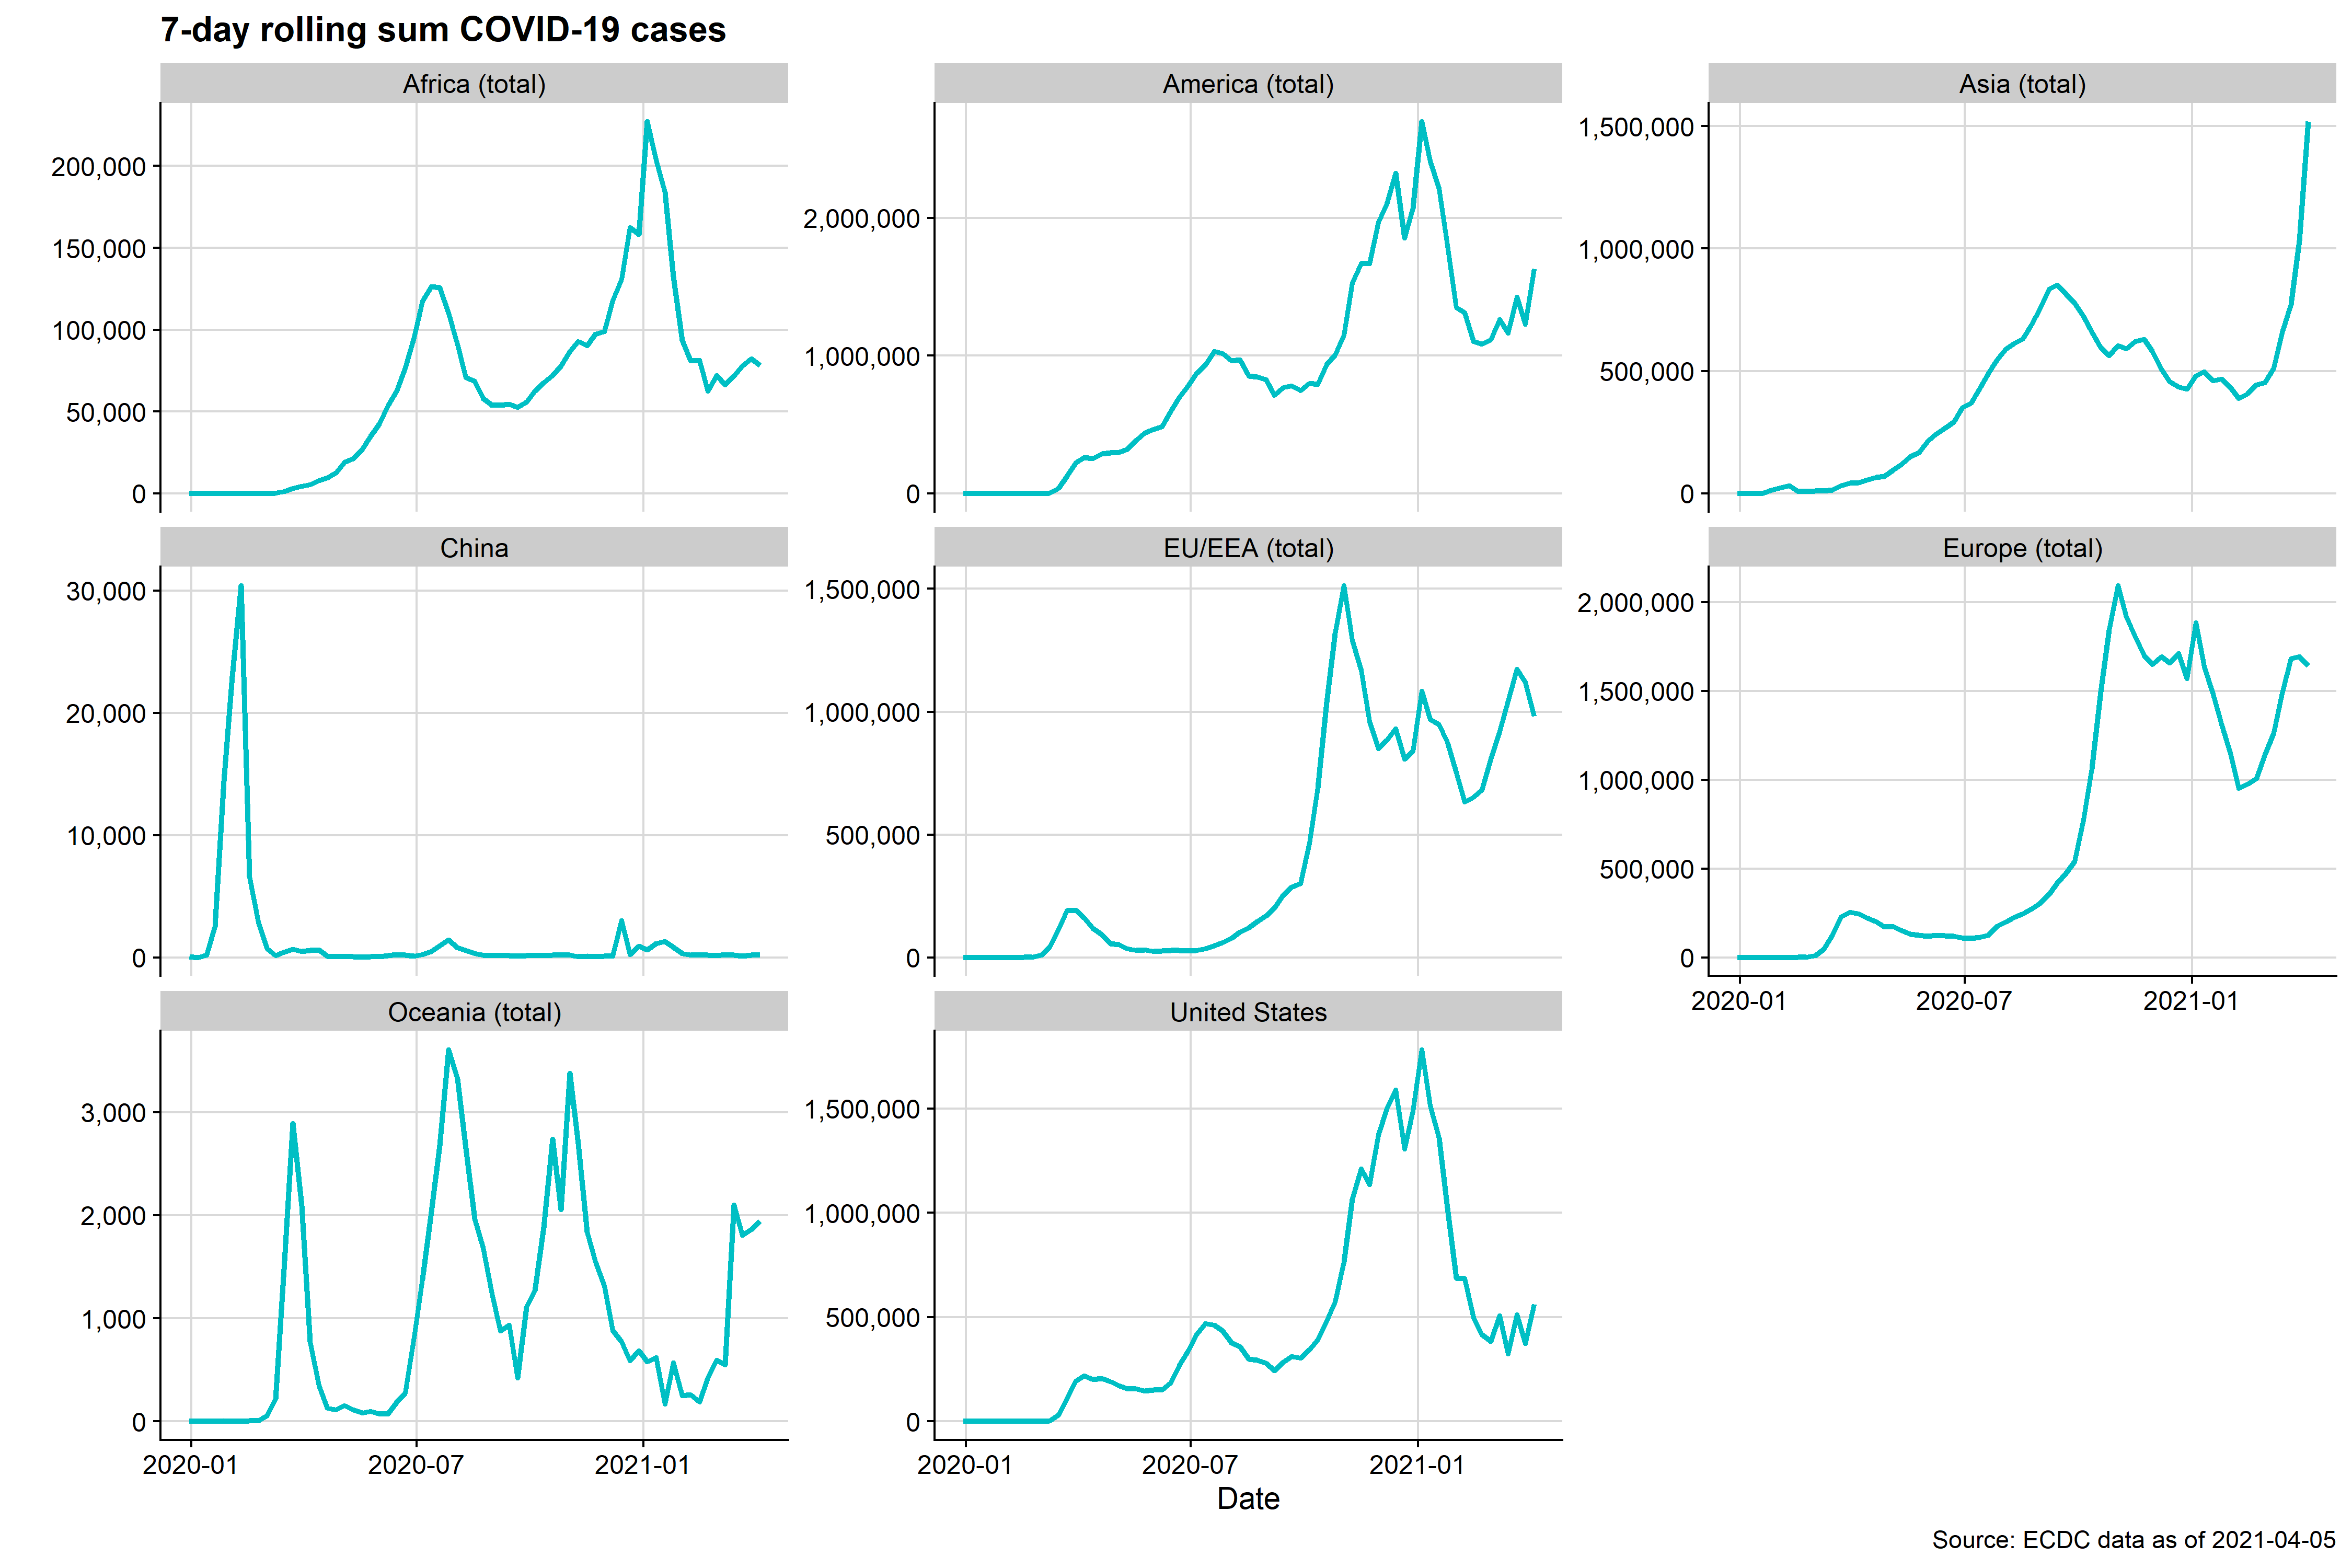 7-day rolling sum COVID-19 cases
Africa (total)
200,000
150,000
100,000
50,000
0
America (total)
2,000,000
1,000,000
0
Asia (total)
1,500,000
1,000,000
500,000
0
China
30,000
20,000
10,000
0
EU/EEA (total)
1,500,000
1,000,000
500,000
0
Europe (total)
2,000,000
1,500,000
1,000,000
500,000
0
2020-01 2020-07 2021-01
Oceania (total)
3,000
2,000
1,000
0
2020-01 2020-07 2021-01
United States
1,500,000
1,000,000
500,000
0
2020-01 2020-07 2021-01
Date
Source: ECDC data as of 2021-04-05